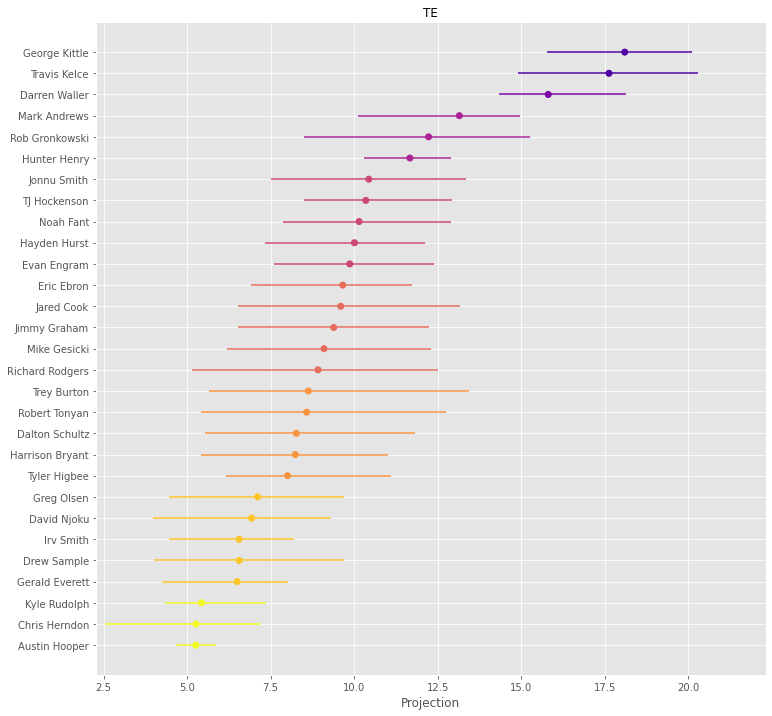 TE
George Kittle
Travis Kelce
Darren Waller
Mark Andrews
Rob Gronkowski
Hunter Henry
Jonnu Smith
TJ Hockenson
Noah Fant
Hayden Hurst
Evan Engram
Eric Ebron
Jared Cook
Jimmy Graham
Mike Gesicki
Richard Rodgers
Trey Burton
Robert Tonyan
Dalton Schultz
Harrison Bryant
Tyler Higbee
Greg Olsen
David Njoku
Irv Smith
Drew Sample
Gerald Everett
Kyle Rudolph
Chris Herndon
Austin Hooper
2.5 5.0 7.5 10.0 12.5 15.0 17.5 20.0
Projection